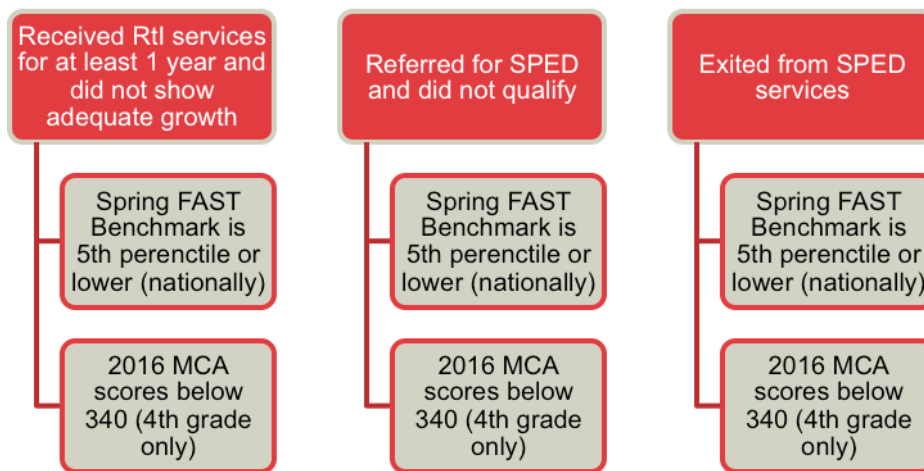 Received RtI services
for at least 1 year and
did not show
adequate growth
Spring FAST
Benchmark is
5th perenctile or
lower (nationally)
2016 MCA
scores below
340 (4th grade
only)
Referred for SPED
and did not qualify
Spring FAST
Benchmark is
5th perenctile or
lower (nationally)
2016 MCA
scores below
340 (4th grade
only)
Exited from SPED
services
Spring FAST
Benchmark is
5th perenctile or
lower (nationally)
2016 MCA
scores below
340 (4th grade
only)